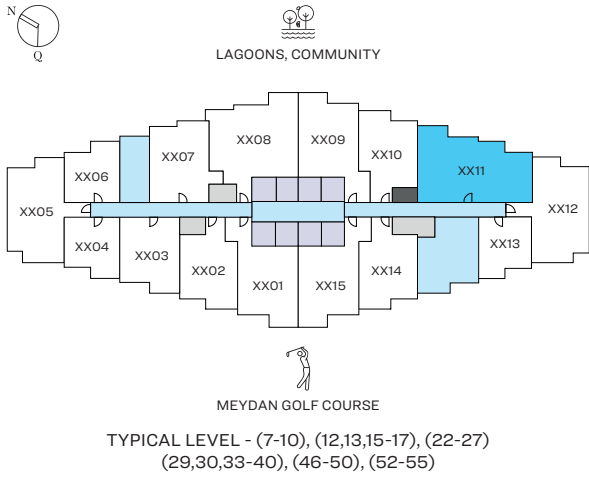 N
Q
LAGOONS, COMMUNITY
XX08
XX09
XX07
XX10
XX06
XX11
XX05
XX12
XX04
XX03
XX02
XX01
XX15
XX14
XX13
MEYDAN GOLF COURSE
TYPICAL LEVEL - (7-10), (12,13,15-17), (22-27)
(29,30,33-40), (46-50), (52-55)